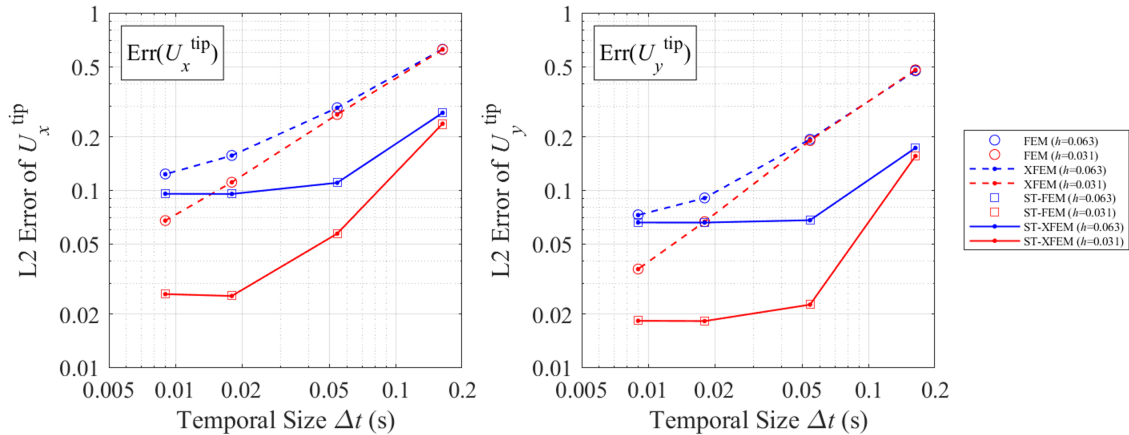 Err(U_x^tip)
L2 Error of U_x^tip
1
0.5
0.2
0.1
0.05
0.02
0.01
0.005
0.01
0.02
0.05
0.1
0.2
Temporal Size Δt (s)
Err(U_y^tip)
L2 Error of U_y^tip
1
0.5
0.2
0.1
0.05
0.02
0.01
0.005
0.01
0.02
0.05
0.1
0.2
Temporal Size Δt (s)
FEM (h=0.063)
FEM (h=0.031)
XFEM (h=0.063)
XFEM (h=0.031)
ST-FEM (h=0.063)
ST-FEM (h=0.031)
ST-XFEM (h=0.063)
ST-XFEM (h=0.031)